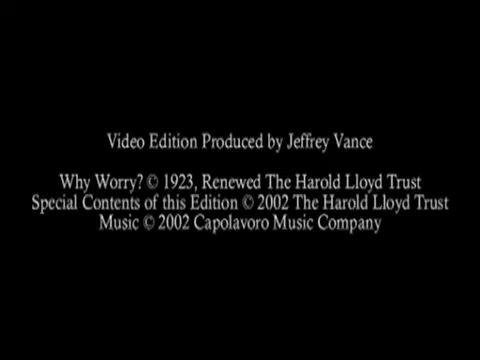 Video Edition Produced by Jeffrey Vance
Why Worry? © 1923, Renewed The Harold Lloyd Trust
Special Contents of this Edition © 2002 The Harold Lloyd Trust
Music © 2002 Capolavoro Music Company